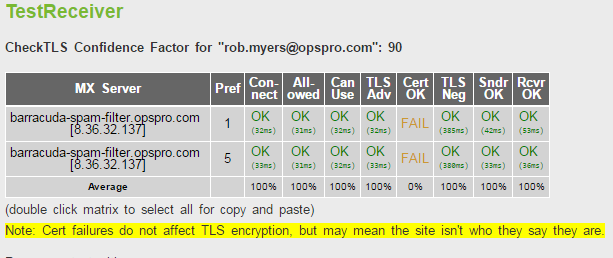 TestReceiver
CheckTLS Confidence Factor for "rob.myers@opspro.com": 90
MX Server Pref Con-nect All-owed Can Use TLS Adv Cert OK TLS Neg Sndr OK Rcvr OK
barracuda-spam-filter.opspro.com [8.36.32.137] 1 OK (32ms) OK (31ms) OK (32ms) OK (32ms) FAIL OK (385ms) OK (42ms) OK (53ms)
barracuda-spam-filter.opspro.com [8.36.32.137] 5 OK (33ms) OK (31ms) OK (32ms) OK (33ms) FAIL OK (380ms) OK (33ms) OK (36ms)
Average 100% 100% 100% 100% 0% 100% 100% 100%
(double click matrix to select all for copy and paste)
Note: Cert failures do not affect TLS encryption, but may mean the site isn't who they say they are.